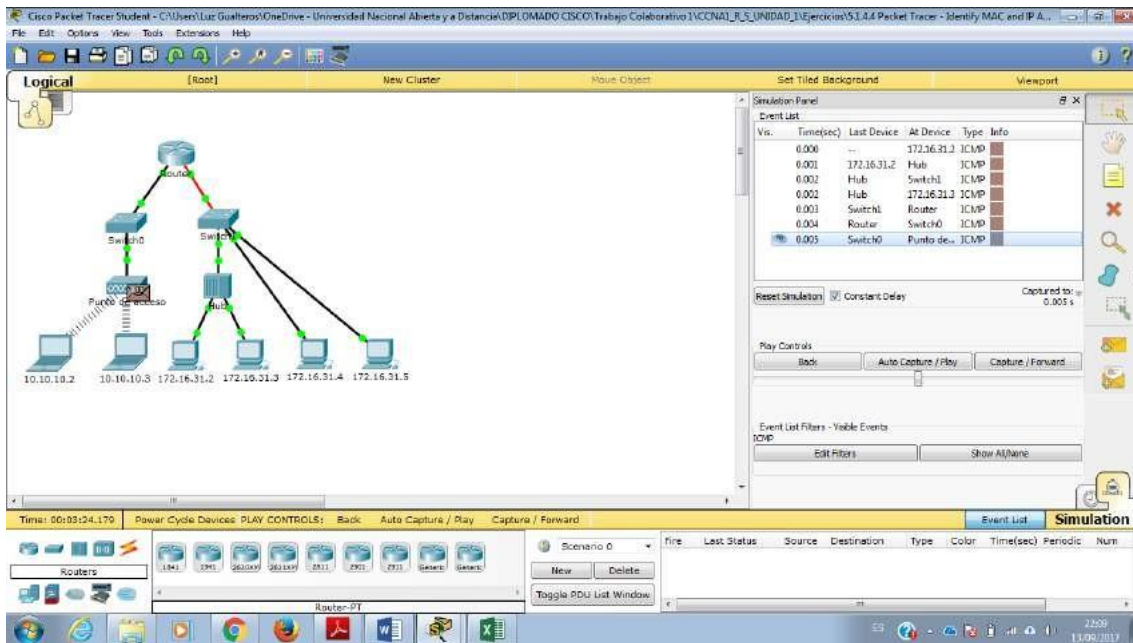 Cisco Packet Tracer Student - C:\Users\Luz Gualteros\OneDrive - Universidad Nacional Abierta y a Distancia\DIPLOMADO CISCO\Trabajo Colaborativo 1\CCNA1_R_S_UNIDAD_1\Ejercicios\5.1.4.4 Packet Tracer - Identify MAC and IP A...
File Edit Options View Tools Extensions Help
Logical [Root] New Cluster Move Object Set Tiled Background Viewport
Simulation Panel
Event List
Vis. Time(sec) Last Device At Device Type Info
0.000 -- 172.16.31.2 ICMP
0.001 172.16.31.2 Hub ICMP
0.002 Hub Switch1 ICMP
0.002 Hub 172.16.31.3 ICMP
0.003 Switch1 Router ICMP
0.004 Router Switch0 ICMP
0.005 Switch0 Punto de... ICMP
Reset Simulation Constant Delay Captured to:
0.005 s
Play Controls
Back Auto Capture / Play Capture / Forward
Event List Filters - Visible Events
ICMP
Edit Filters Show All/None
Router
Switch0
Punto de acceso
Hub
10.10.10.2 10.10.10.3 172.16.31.2 172.16.31.3 172.16.31.4 172.16.31.5
Time: 00:03:24.179 Power Cycle Devices PLAY CONTROLS: Back Auto Capture / Play Capture / Forward Event List Simulation
Routers
1841 1941 2620XM 2621XM 2811 2901 2911 Generic Generic
Router-PT
Scenario 0
New Delete
Toggle PDU List Window
Fire Last Status Source Destination Type Color Time(sec) Periodic Num
ES 22:09
13/09/2017